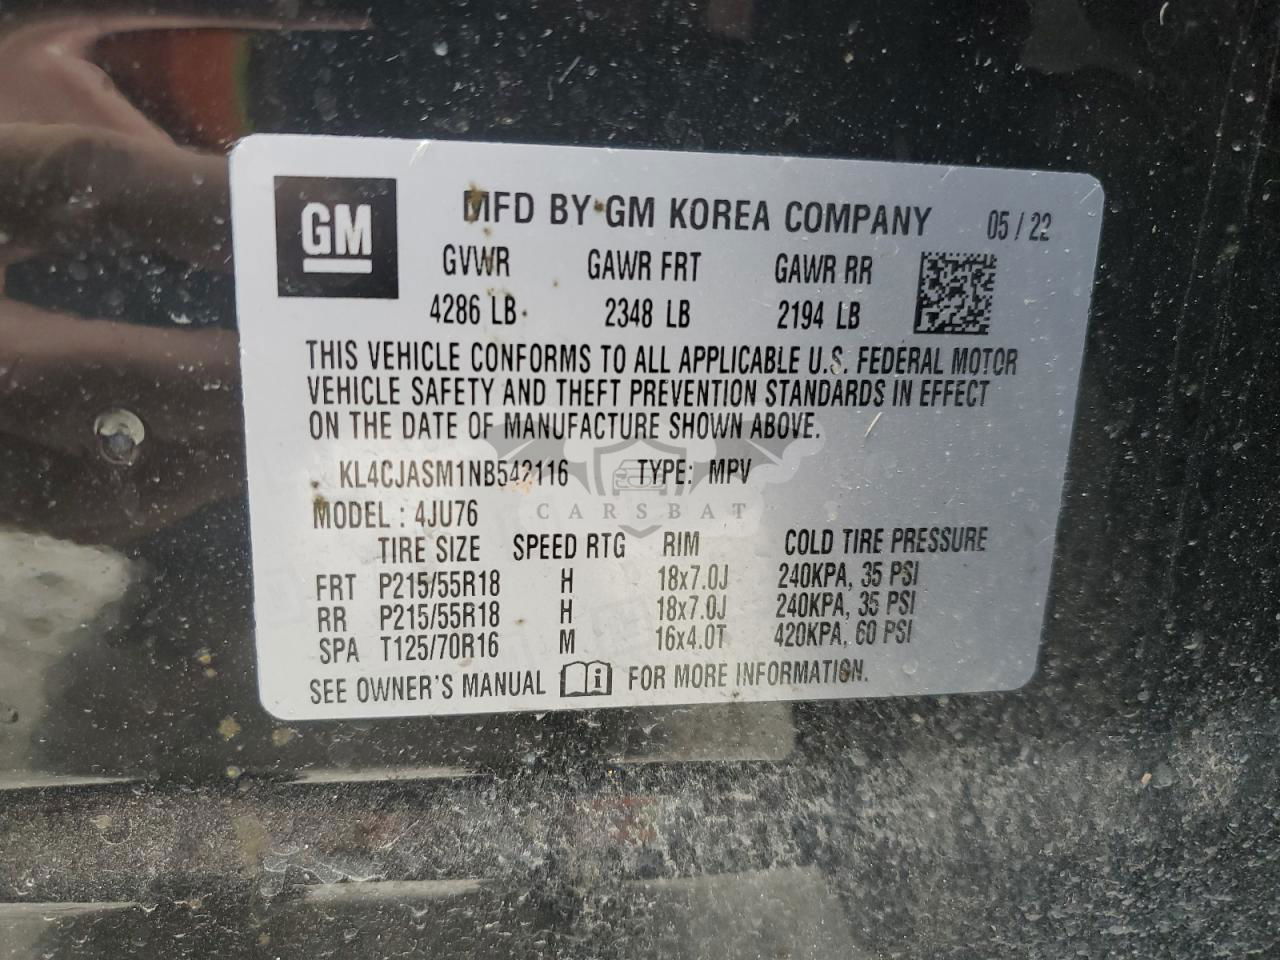 GM
MFD BY GM KOREA COMPANY 05 / 22
GVWR GAWR FRT GAWR RR
4286 LB 2348 LB 2194 LB
THIS VEHICLE CONFORMS TO ALL APPLICABLE U.S. FEDERAL MOTOR
VEHICLE SAFETY AND THEFT PREVENTION STANDARDS IN EFFECT
ON THE DATE OF MANUFACTURE SHOWN ABOVE.
KL4CJASM1NB542116 TYPE: MPV
CARSBAT
MODEL : 4JU76
TIRE SIZE SPEED RTG RIM COLD TIRE PRESSURE
FRT P215/55R18 H 18x7.0J 240KPA, 35 PSI
RR P215/55R18 H 18x7.0J 240KPA, 35 PSI
SPA T125/70R16 M 16x4.0T 420KPA, 60 PSI
SEE OWNER'S MANUAL i FOR MORE INFORMATION.